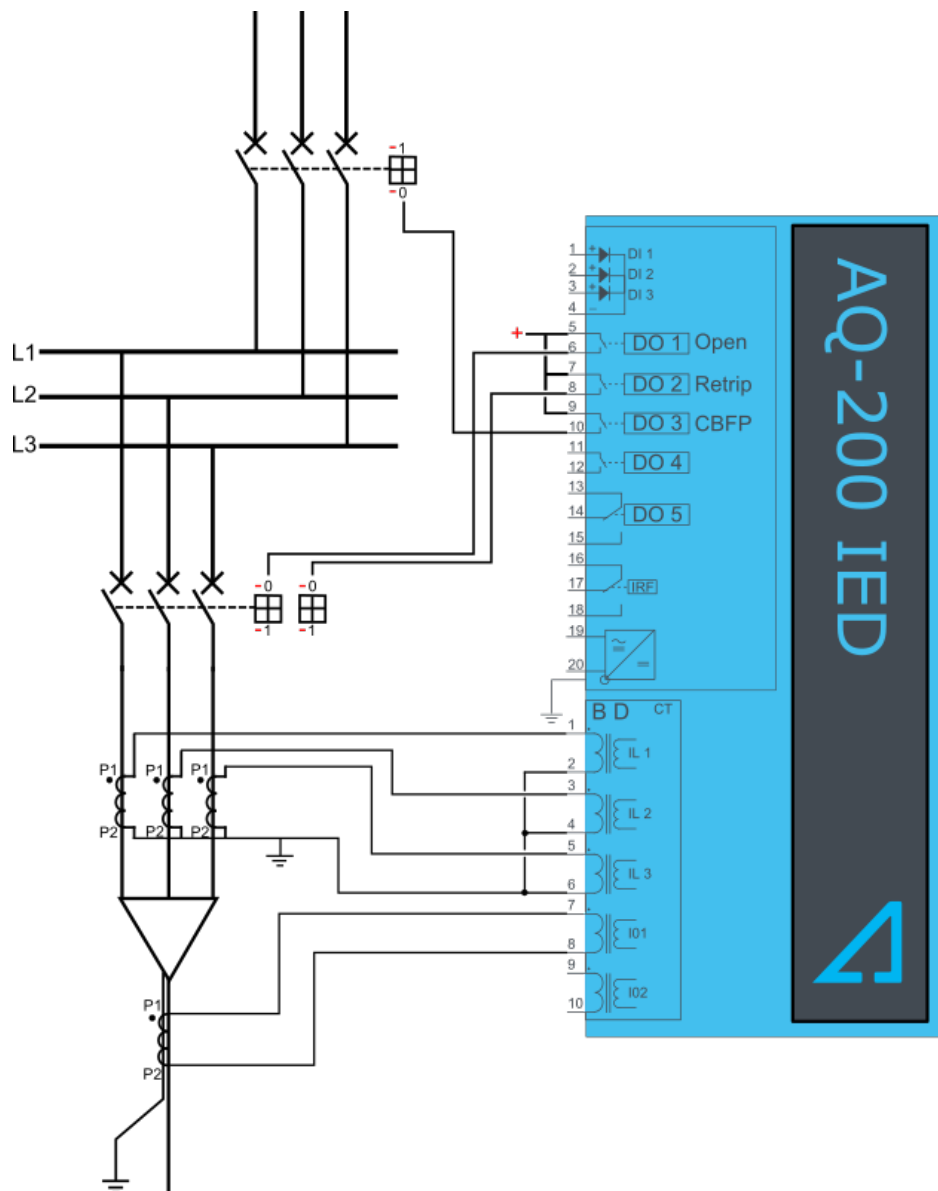 -1
-0
1 + DI 1
2 + DI 2
3 + DI 3
4 -
L1
+
5
6 DO 1 Open
7
8 DO 2 Retrip
L2
9
10 DO 3 CBFP
L3
11
12 DO 4
13
14 DO 5
15
16
17 IRF
18
19
20
-0 -0
-1 -1
AQ-200 IED
B D CT
1
2 IL 1
3
4 IL 2
5
6 IL 3
7
8 I01
9
10 I02
P1 P1 P1
P2 P2 P2
P1
P2